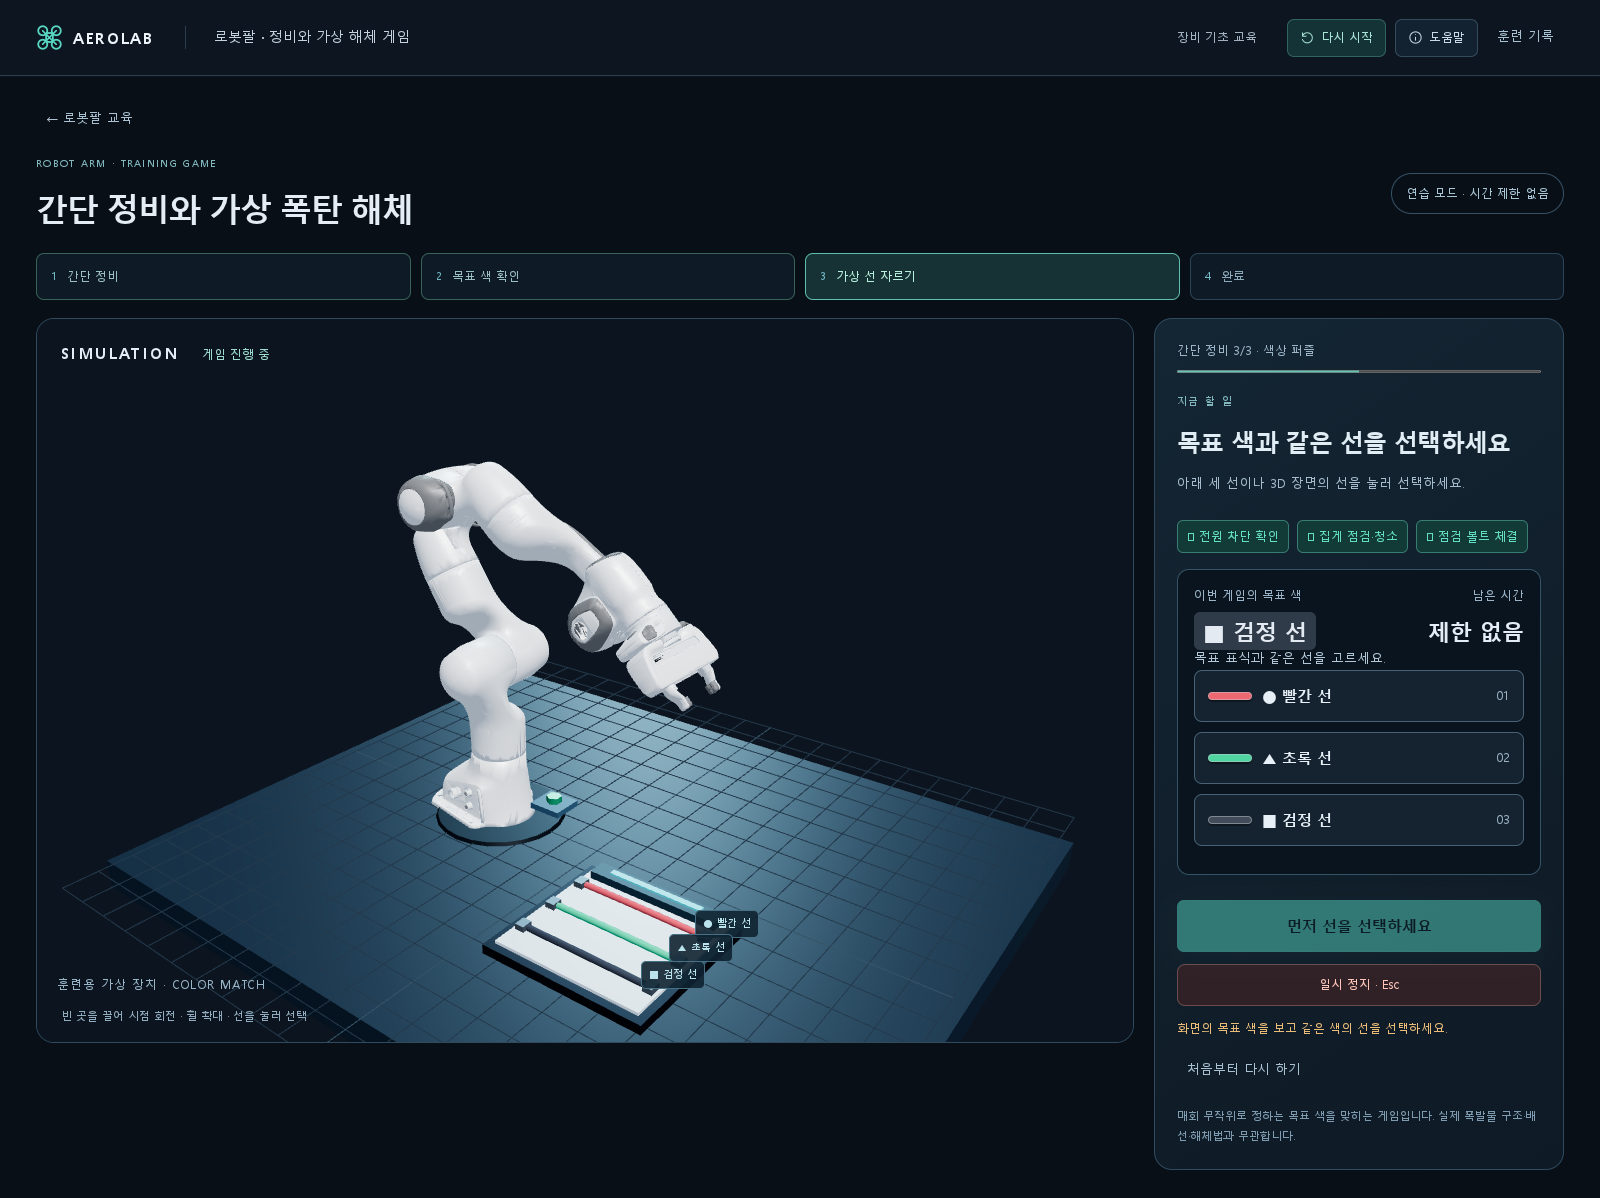 AEROLAB
로봇팔 · 정비와 가상 해체 게임
장비 기초 교육
다시 시작
도움말
훈련 기록
← 로봇팔 교육
ROBOT ARM · TRAINING GAME
간단 정비와 가상 폭탄 해체
연습 모드 · 시간 제한 없음
1 간단 정비
2 목표 색 확인
3 가상 선 자르기
4 완료
SIMULATION 게임 진행 중
● 빨간 선
▲ 초록 선
■ 검정 선
훈련용 가상 장치 · COLOR MATCH
빈 곳을 끌어 시점 회전 · 휠 확대 · 선을 눌러 선택
간단 정비 3/3 · 색상 퍼즐
지금 할 일
목표 색과 같은 선을 선택하세요
아래 세 선이나 3D 장면의 선을 눌러 선택하세요.
전원 차단 확인
집게 점검·청소
점검 볼트 체결
이번 게임의 목표 색
남은 시간
■ 검정 선
제한 없음
목표 표식과 같은 선을 고르세요.
● 빨간 선 01
▲ 초록 선 02
■ 검정 선 03
먼저 선을 선택하세요
일시 정지 · Esc
화면의 목표 색을 보고 같은 색의 선을 선택하세요.
처음부터 다시 하기
매회 무작위로 정하는 목표 색을 맞히는 게임입니다. 실제 폭발물 구조·배
선·해체법과 무관합니다.